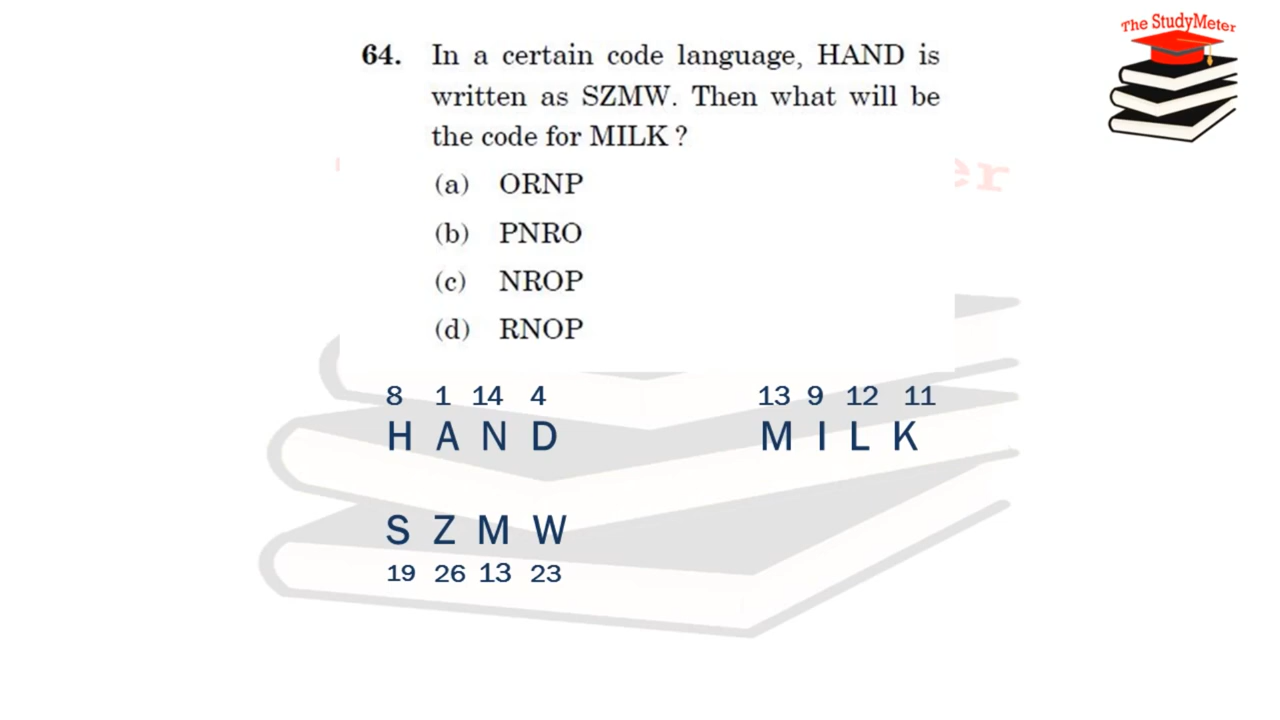 The StudyMeter
64. In a certain code language, HAND is
written as SZMW. Then what will be
the code for MILK ?
(a) ORNP
(b) PNRO
(c) NROP
(d) RNOP
8 1 14 4
H A N D
13 9 12 11
M I L K
S Z M W
19 26 13 23